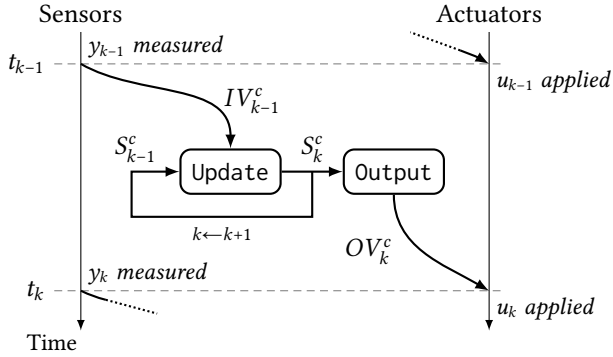 Sensors
Actuators
y_{k−1} measured
t_{k−1}
u_{k−1} applied
IV^c_{k−1}
S^c_{k−1}
S^c_k
Update
Output
k←k+1
OV^c_k
y_k measured
t_k
u_k applied
Time